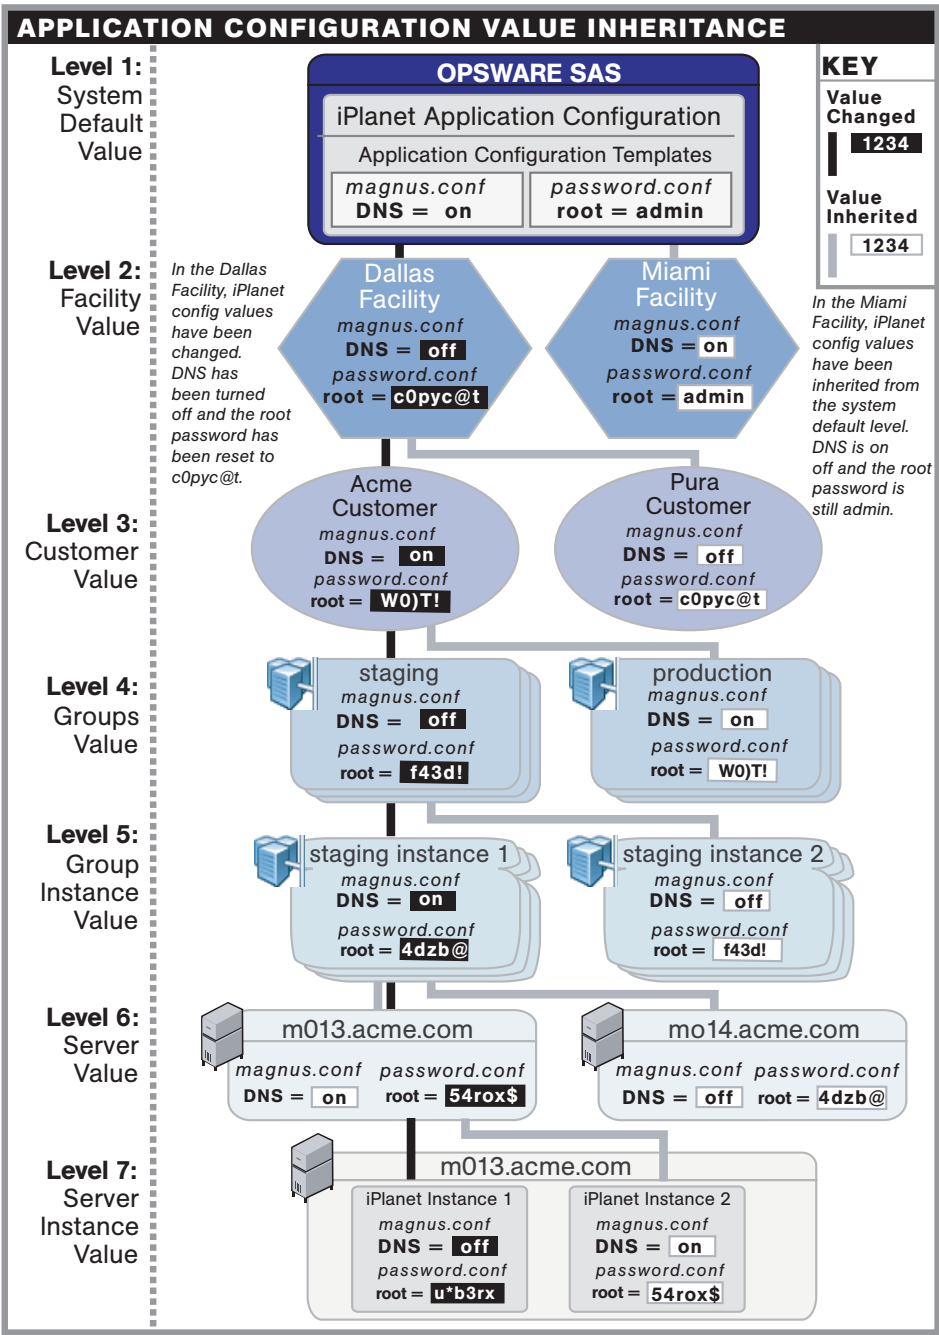 APPLICATION CONFIGURATION VALUE INHERITANCE
Level 1:
System
Default
Value
OPSWARE SAS
iPlanet Application Configuration
Application Configuration Templates
magnus.conf
DNS = on
password.conf
root = admin
KEY
Value
Changed
1234
Value
Inherited
1234
Level 2:
Facility
Value
In the Dallas
Facility, iPlanet
config values
have been
changed.
DNS has
been turned
off and the root
password has
been reset to
c0pyc@t.
Dallas
Facility
magnus.conf
DNS = off
password.conf
root = c0pyc@t
Miami
Facility
magnus.conf
DNS = on
password.conf
root = admin
In the Miami
Facility, iPlanet
config values
have been
inherited from
the system
default level.
DNS is on
off and the root
password is
still admin.
Level 3:
Customer
Value
Acme
Customer
magnus.conf
DNS = on
password.conf
root = W0)T!
Pura
Customer
magnus.conf
DNS = off
password.conf
root = c0pyc@t
Level 4:
Groups
Value
staging
magnus.conf
DNS = off
password.conf
root = f43d!
production
magnus.conf
DNS = on
password.conf
root = W0)T!
Level 5:
Group
Instance
Value
staging instance 1
magnus.conf
DNS = on
password.conf
root = 4dzb@
staging instance 2
magnus.conf
DNS = off
password.conf
root = f43d!
Level 6:
Server
Value
m013.acme.com
magnus.conf password.conf
DNS = on root = 54rox$
mo14.acme.com
magnus.conf password.conf
DNS = off root = 4dzb@
Level 7:
Server
Instance
Value
m013.acme.com
iPlanet Instance 1
magnus.conf
DNS = off
password.conf
root = u*b3rx
iPlanet Instance 2
magnus.conf
DNS = on
password.conf
root = 54rox$